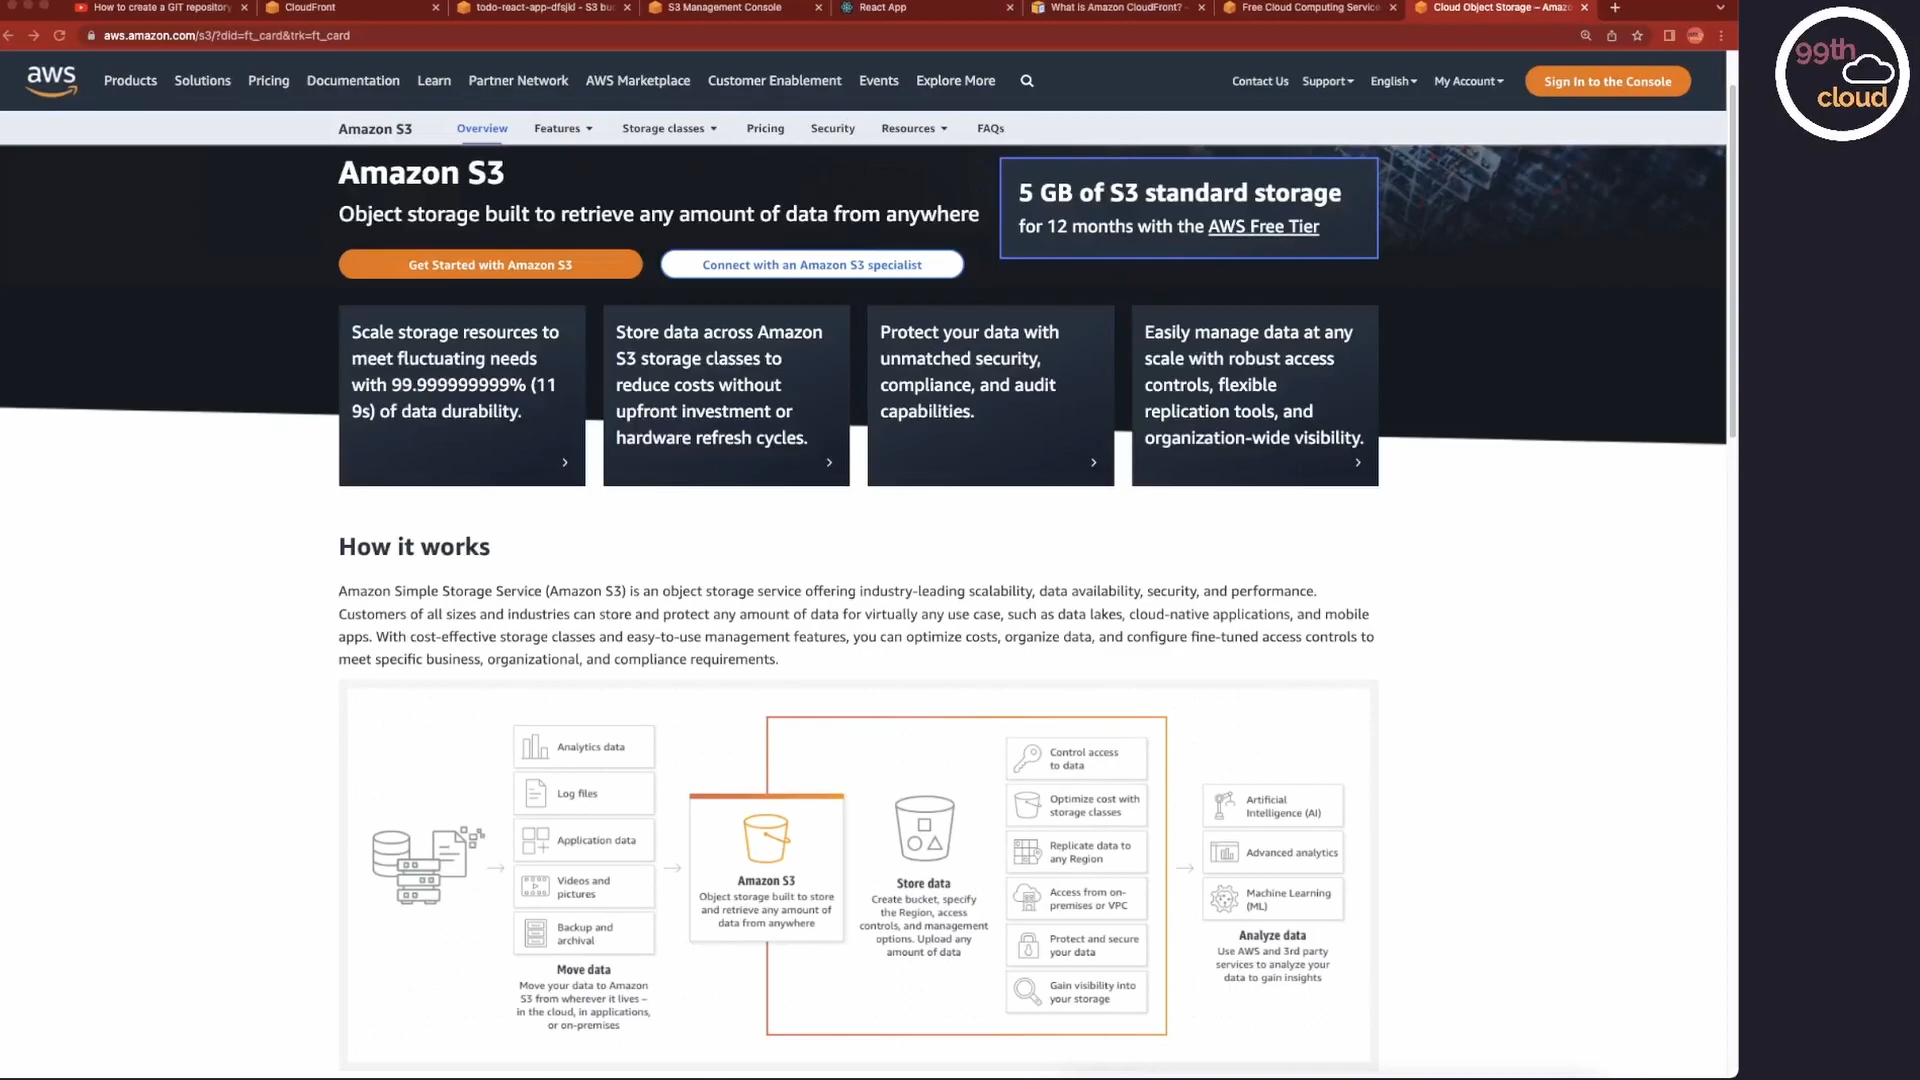 How to create a GIT repository
CloudFront
todo-react-app-dfsjkl - S3 bu
S3 Management Console
React App
What is Amazon CloudFront? -
Free Cloud Computing Service
Cloud Object Storage – Amazo
aws.amazon.com/s3/?did=ft_card&trk=ft_card
99th
cloud
aws
Products
Solutions
Pricing
Documentation
Learn
Partner Network
AWS Marketplace
Customer Enablement
Events
Explore More
Contact Us
Support
English
My Account
Sign In to the Console
Amazon S3
Overview
Features
Storage classes
Pricing
Security
Resources
FAQs
Amazon S3
Object storage built to retrieve any amount of data from anywhere
Get Started with Amazon S3
Connect with an Amazon S3 specialist
5 GB of S3 standard storage
for 12 months with the AWS Free Tier
Scale storage resources to
meet fluctuating needs
with 99.999999999% (11
9s) of data durability.
Store data across Amazon
S3 storage classes to
reduce costs without
upfront investment or
hardware refresh cycles.
Protect your data with
unmatched security,
compliance, and audit
capabilities.
Easily manage data at any
scale with robust access
controls, flexible
replication tools, and
organization-wide visibility.
How it works
Amazon Simple Storage Service (Amazon S3) is an object storage service offering industry-leading scalability, data availability, security, and performance.
Customers of all sizes and industries can store and protect any amount of data for virtually any use case, such as data lakes, cloud-native applications, and mobile
apps. With cost-effective storage classes and easy-to-use management features, you can optimize costs, organize data, and configure fine-tuned access controls to
meet specific business, organizational, and compliance requirements.
Analytics data
Log files
Application data
Videos and
pictures
Backup and
archival
Move data
Move your data to Amazon
S3 from wherever it lives –
in the cloud, in applications,
or on-premises
Amazon S3
Object storage built to store
and retrieve any amount of
data from anywhere
Store data
Create bucket, specify
the Region, access
controls, and management
options. Upload any
amount of data
Control access
to data
Optimize cost with
storage classes
Replicate data to
any Region
Access from on-
premises or VPC
Protect and secure
your data
Gain visibility into
your storage
Artificial
Intelligence (AI)
Advanced analytics
Machine Learning
(ML)
Analyze data
Use AWS and 3rd party
services to analyze your
data to gain insights